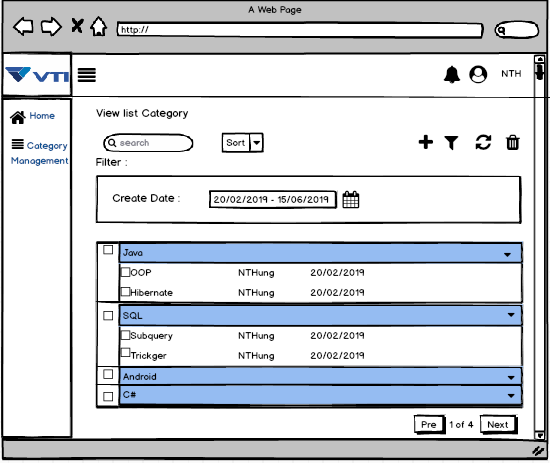 A Web Page
http://
VTI
NTH
Home
Category
Management
View list Category
search
Sort
Filter :
Create Date :
20/02/2019 - 15/06/2019
Java
OOP NTHung 20/02/2019
Hibernate NTHung 20/02/2019
SQL
Subquery NTHung 20/02/2019
Trickger NTHung 20/02/2019
Android
C#
Pre 1 of 4 Next